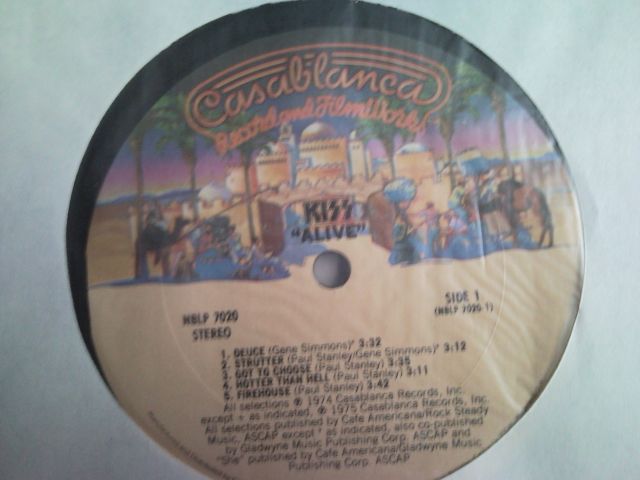 Casablanca
Record and FilmWorks
KISS
"ALIVE"
NBLP 7020
STEREO
SIDE 1
(NBLP 7020-1)
1. DEUCE (Gene Simmons)* 3:32
2. STRUTTER (Paul Stanley/Gene Simmons)* 3:12
3. GOT TO CHOOSE (Paul Stanley) 3:35
4. HOTTER THAN HELL (Paul Stanley) 3:11
5. FIREHOUSE (Paul Stanley) 3:42
All selections ℗ 1974 Casablanca Records, Inc.
except + as indicated, ℗ 1975 Casablanca Records, Inc.
All selections published by Cafe Americana/Rock Steady
Music, ASCAP except * as indicated, also co-published
by Gladwyne Music Publishing Corp. ASCAP and
"She" published by Cafe Americana/Gladwyne Music
Publishing Corp. ASCAP